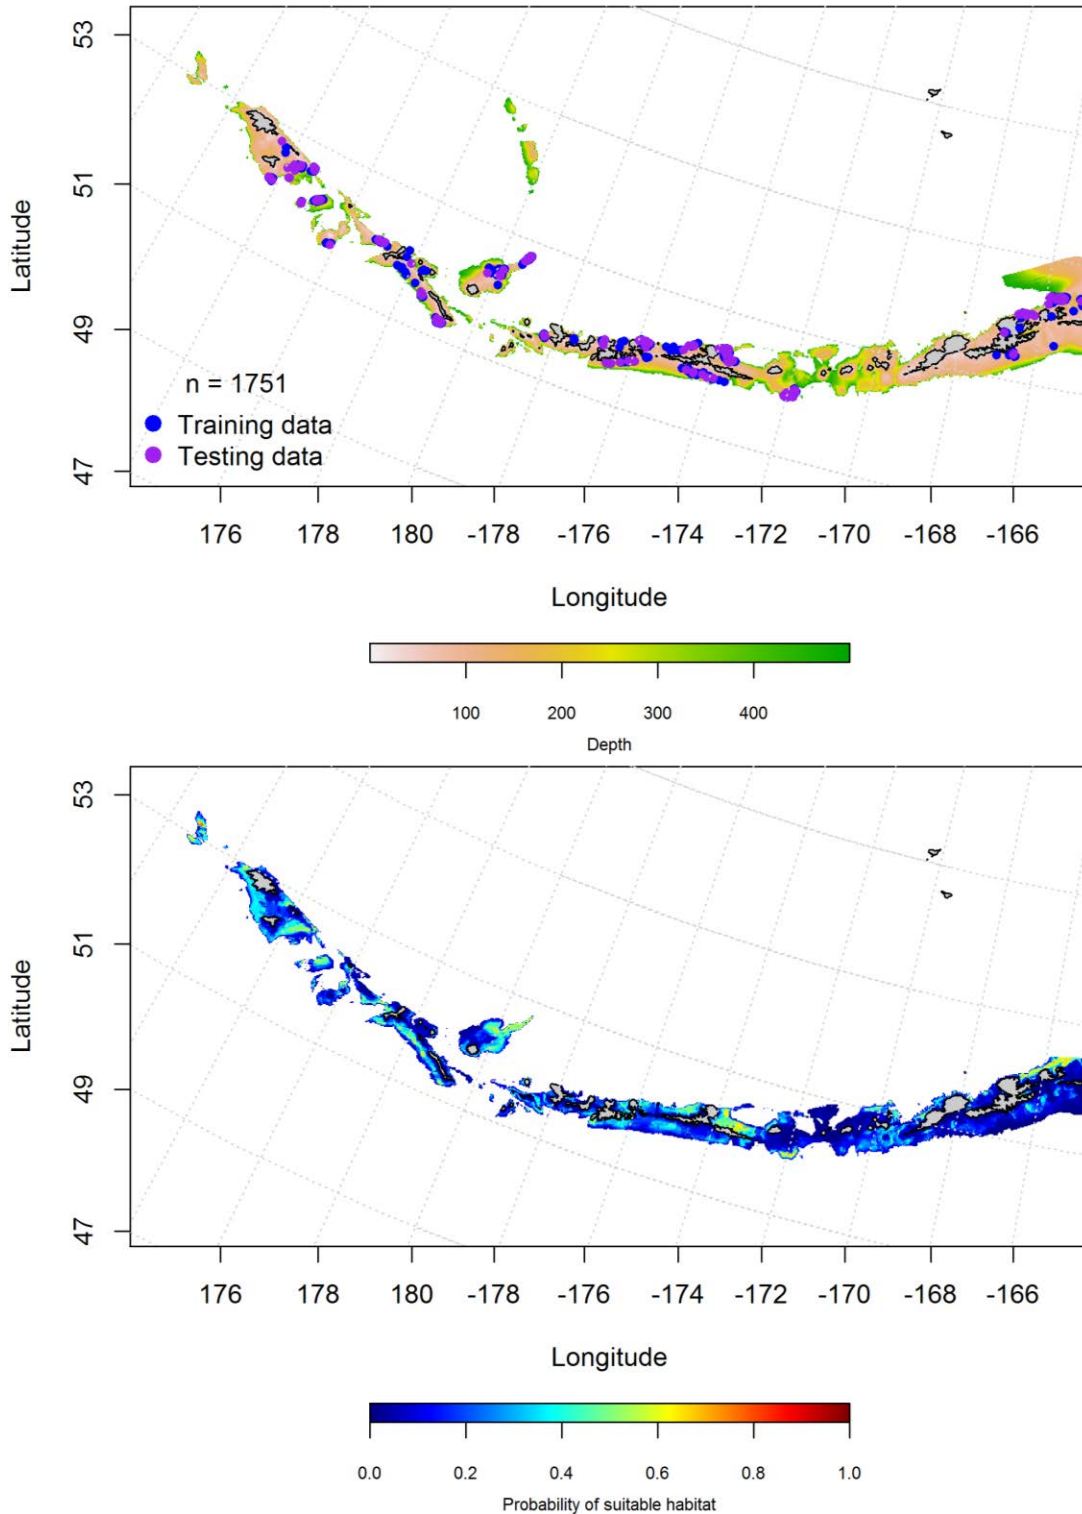 53
51
49
47
Latitude
n = 1751
Training data
Testing data
176 178 180 -178 -176 -174 -172 -170 -168 -166
Longitude
100 200 300 400
Depth
53
51
49
47
Latitude
176 178 180 -178 -176 -174 -172 -170 -168 -166
Longitude
0.0 0.2 0.4 0.6 0.8 1.0
Probability of suitable habitat